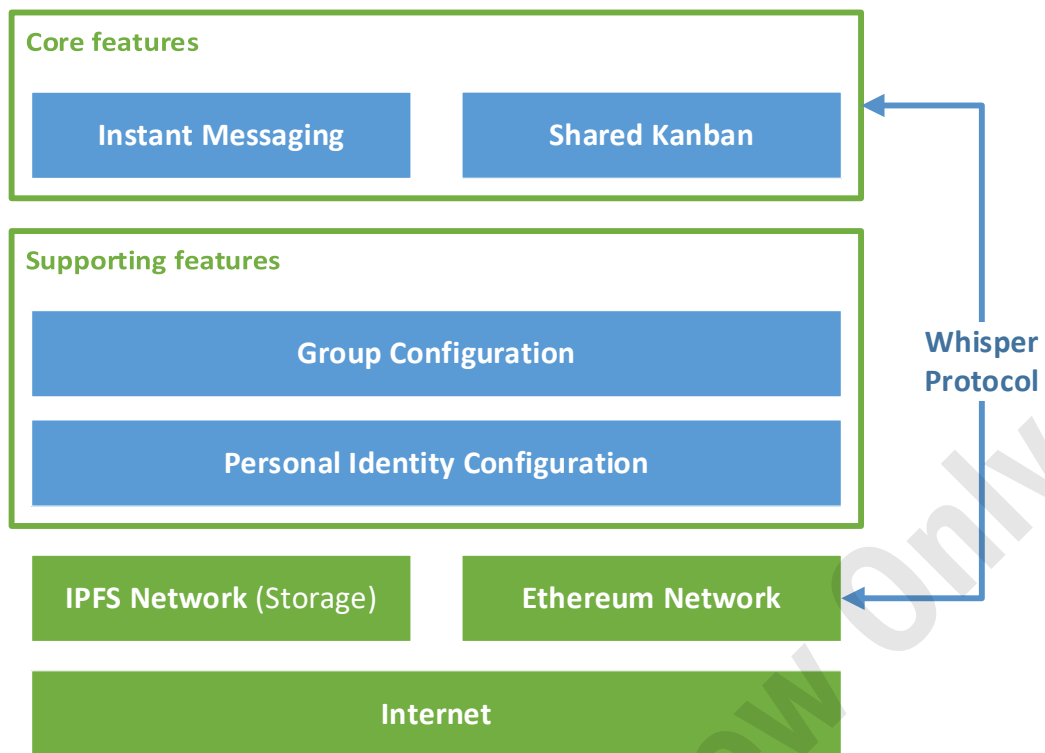 Core features
Instant Messaging
Shared Kanban
Supporting features
Group Configuration
Whisper
Protocol
Personal Identity Configuration
IPFS Network (Storage)
Ethereum Network
Internet
Only